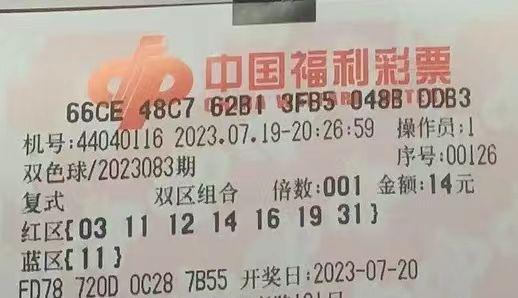 中国福利彩票
66CE 48C7 62B1 3FB5 048B DDB3
机号:44040116 2023.07.19-20:26:59 操作员:1
双色球/2023083期 序号:00126
复式 双区组合 倍数:001 金额:14元
红区{03 11 12 14 16 19 31}
蓝区{11}
FD78 720D 0C28 7B55 开奖日:2023-07-20